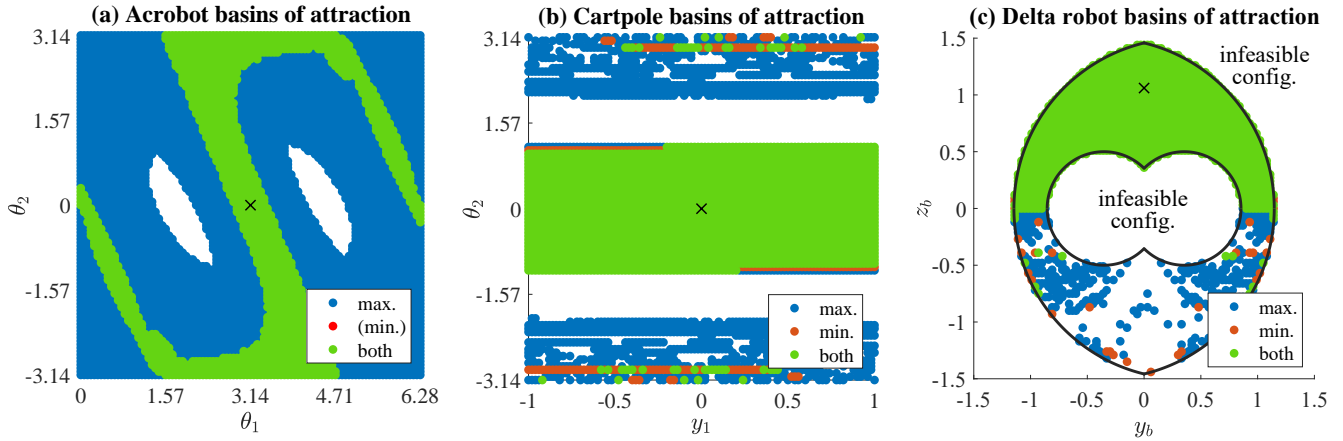 (a) Acrobot basins of attraction
3.14
1.57
0
-1.57
-3.14
θ2
0
1.57
3.14
4.71
6.28
θ1
max.
(min.)
both
(b) Cartpole basins of attraction
3.14
1.57
0
-1.57
-3.14
θ2
-1
-0.5
0
0.5
1
y1
max.
min.
both
(c) Delta robot basins of attraction
1.5
1
0.5
0
-0.5
-1
-1.5
zb
-1.5
-1
-0.5
0
0.5
1
1.5
yb
infeasible
config.
infeasible
config.
max.
min.
both